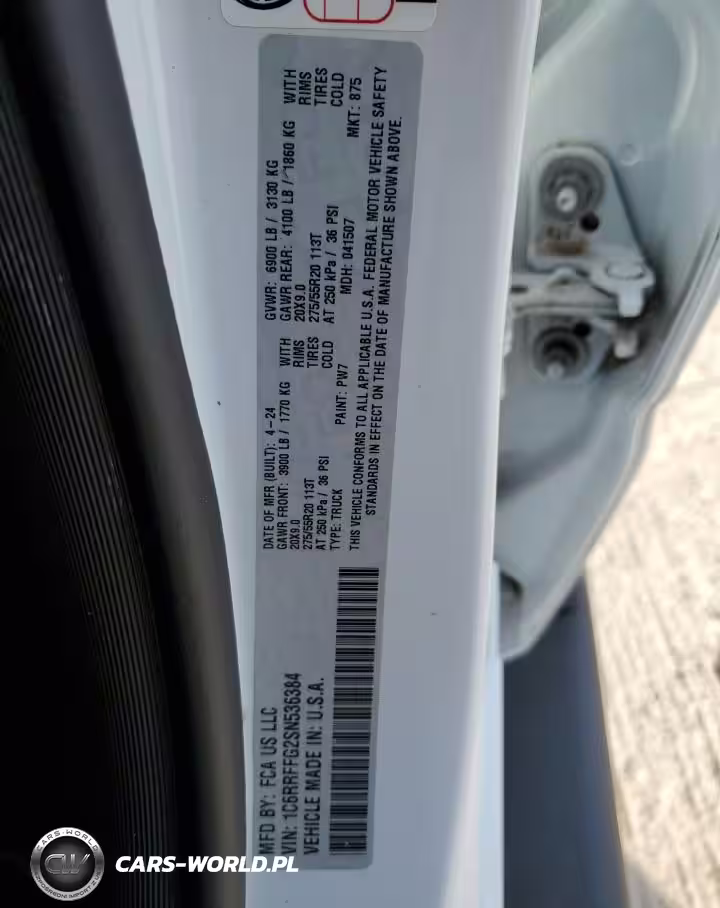 MFD BY: FCA US LLC
VIN: 1C6RRFFG2SN536384
VEHICLE MADE IN: U.S.A.
DATE OF MFR (BUILT): 4-24
GAWR FRONT: 3900 LB / 1770 KG WITH
20X9.0 RIMS
275/55R20 113T TIRES
AT 250 kPa / 36 PSI COLD
TYPE: TRUCK PAINT: PW7
GVWR: 6900 LB / 3130 KG
GAWR REAR: 4100 LB / 1860 KG WITH
20X9.0 RIMS
275/55R20 113T TIRES
AT 250 kPa / 36 PSI COLD
MDH: 041507 MKT: 875
THIS VEHICLE CONFORMS TO ALL APPLICABLE U.S.A. FEDERAL MOTOR VEHICLE SAFETY
STANDARDS IN EFFECT ON THE DATE OF MANUFACTURE SHOWN ABOVE.
CARS-WORLD
CW
CARS-WORLD.PL